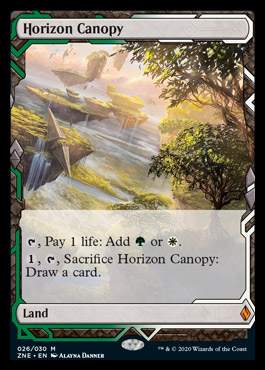 Horizon Canopy
, Pay 1 life: Add or .
1, , Sacrifice Horizon Canopy:
Draw a card.
Land
026/030 M
ZNE • EN ALAYNA DANNER
™ & © 2020 Wizards of the Coast